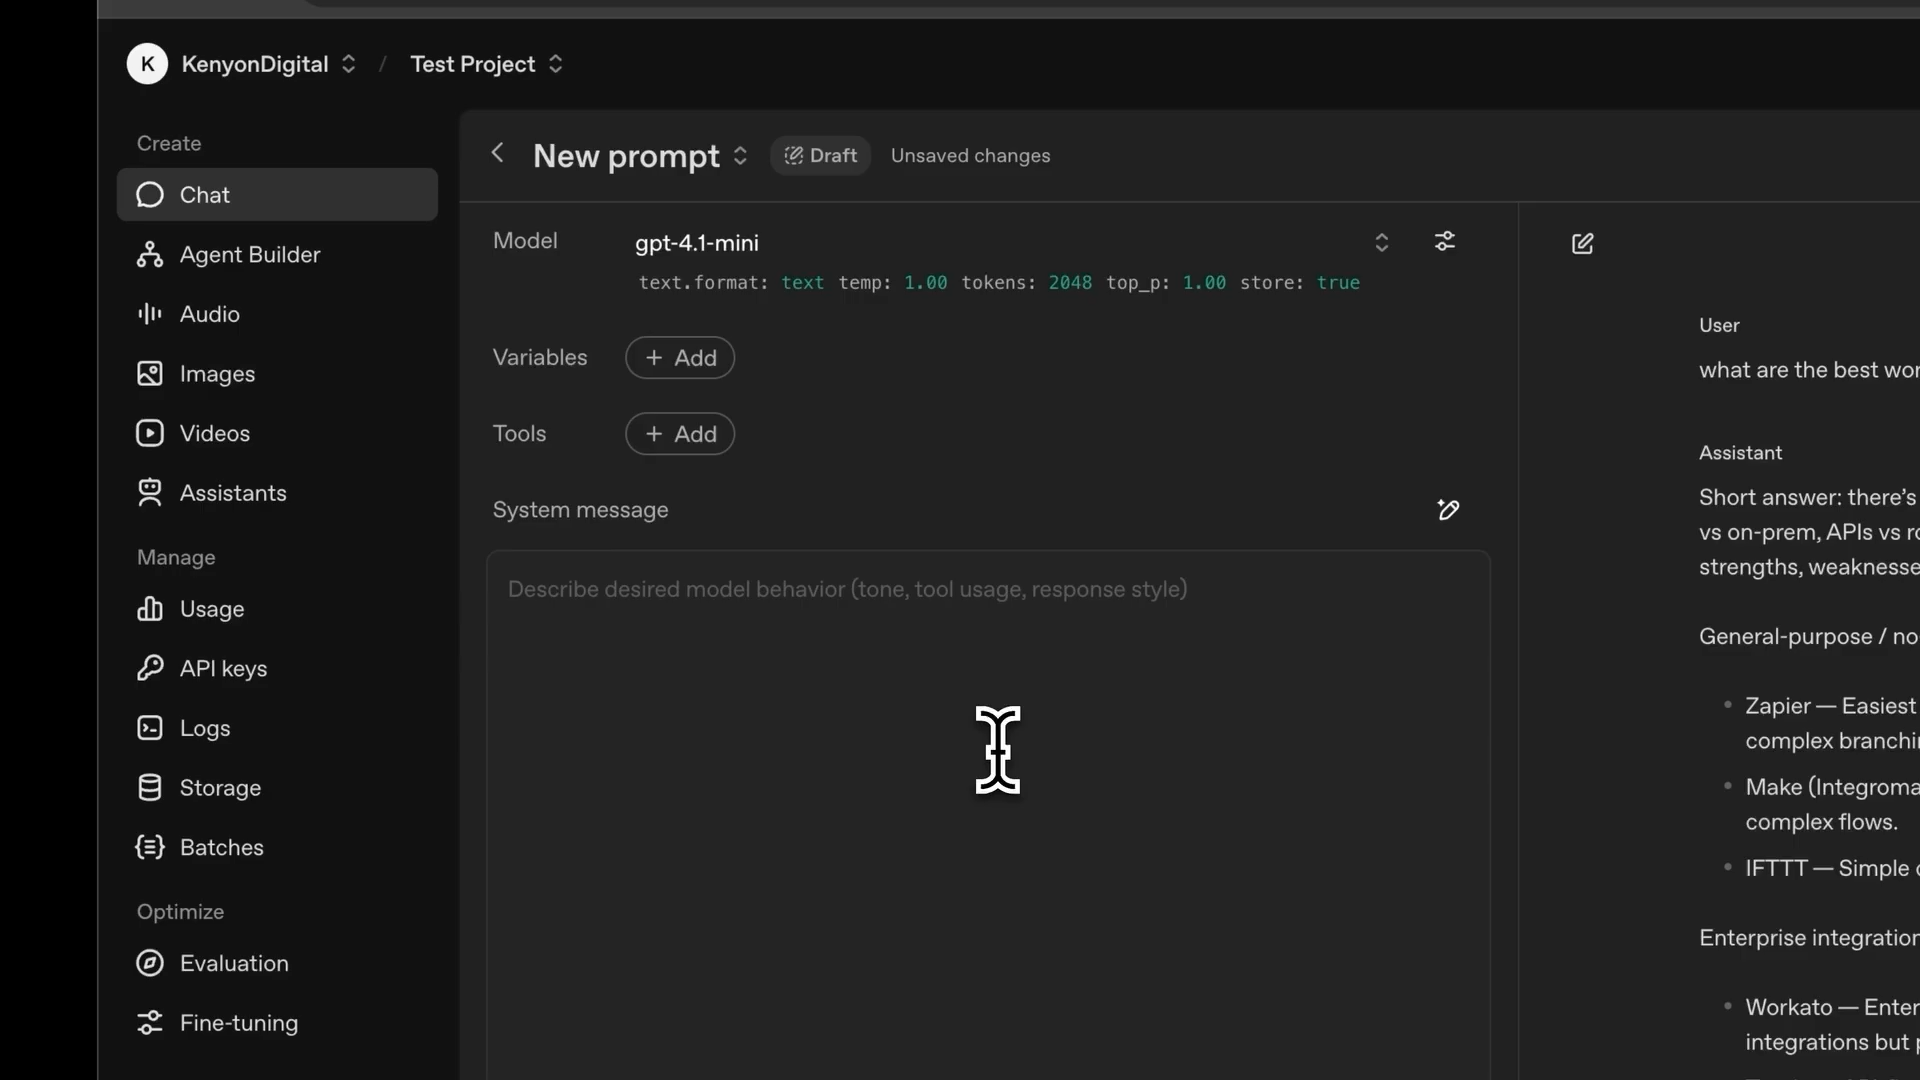 K KenyonDigital / Test Project
Create
Chat
Agent Builder
Audio
Images
Videos
Assistants
Manage
Usage
API keys
Logs
Storage
Batches
Optimize
Evaluation
Fine-tuning
New prompt Draft Unsaved changes
Model gpt-4.1-mini
text.format: text temp: 1.00 tokens: 2048 top_p: 1.00 store: true
Variables + Add
Tools + Add
System message
Describe desired model behavior (tone, tool usage, response style)
User
what are the best
Assistant
Short answer: there's
vs on-prem, APIs vs
strengths,
General-purpose /
• Zapier — Easiest
complex
• Make
complex flows.
• IFTTT — Simple
Enterprise
• Workato —
integrations but